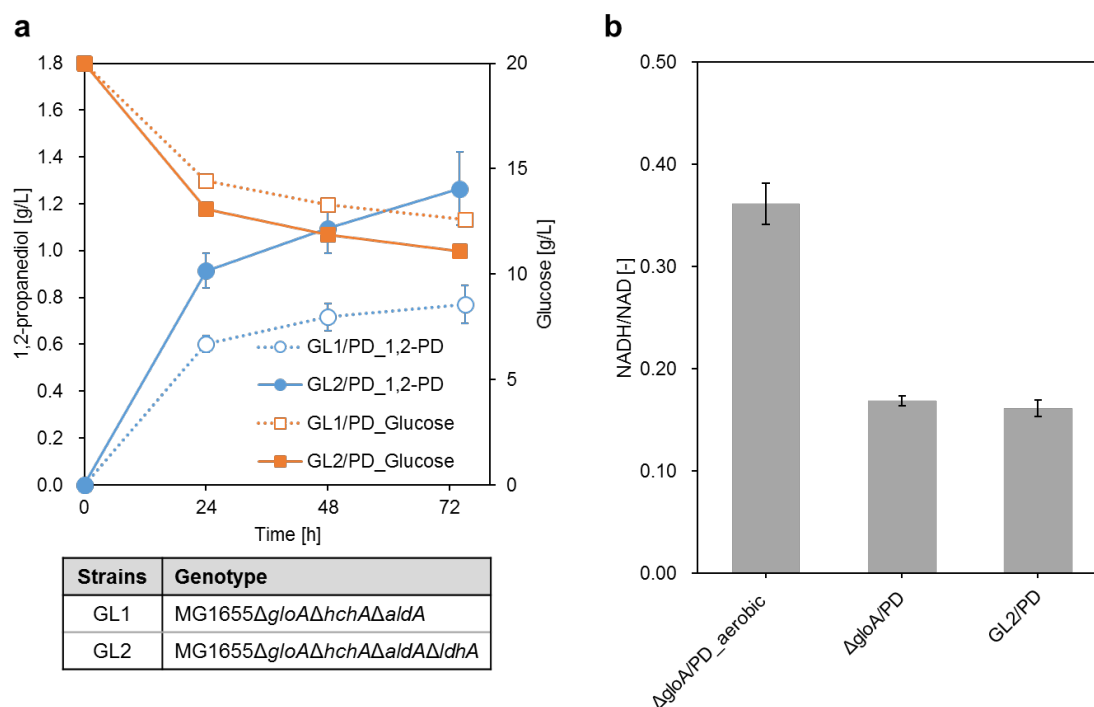 a
1,2-propanediol [g/L]
1.8
1.6
1.4
1.2
1.0
0.8
0.6
0.4
0.2
0.0
20
15
10
5
0
Glucose [g/L]
GL1/PD_1,2-PD
GL2/PD_1,2-PD
GL1/PD_Glucose
GL2/PD_Glucose
0 24 48 72
Time [h]
Strains Genotype
GL1 MG1655ΔgloAΔhchAΔaldA
GL2 MG1655ΔgloAΔhchAΔaldAΔldhA
b
NADH/NAD [-]
0.50
0.40
0.30
0.20
0.10
0.00
ΔgloA/PD_aerobic
ΔgloA/PD
GL2/PD